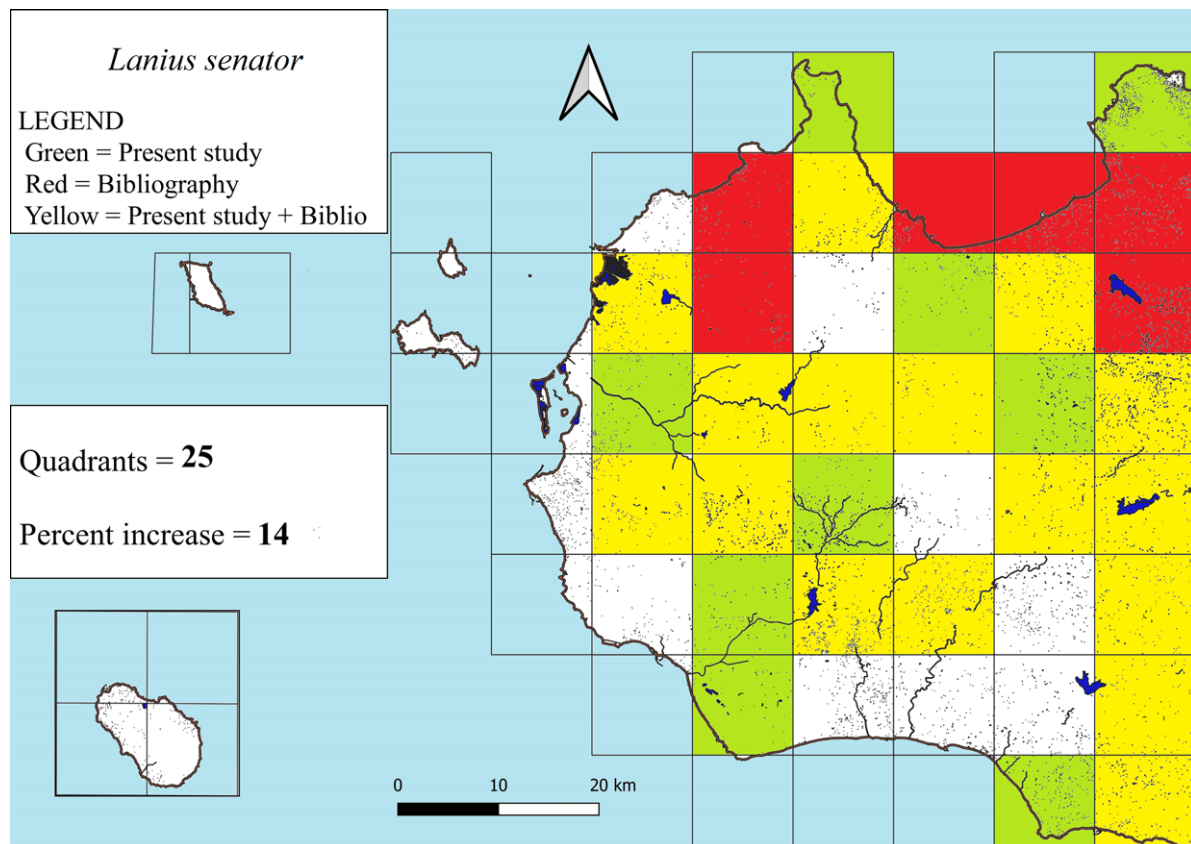 Lanius senator
LEGEND
Green = Present study
Red = Bibliography
Yellow = Present study + Biblio
Quadrants = 25
Percent increase = 14
0 10 20 km